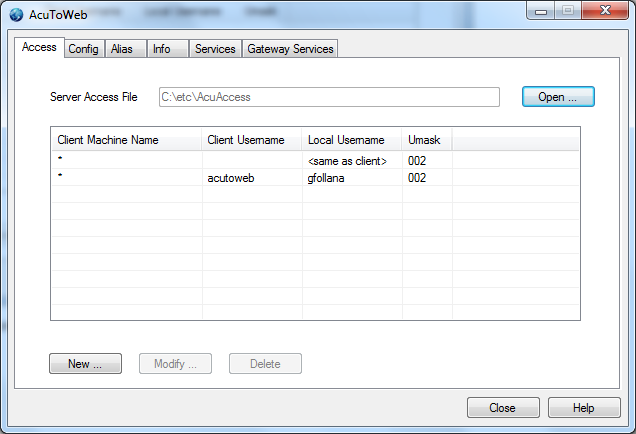 AcuToWeb
Access Config Alias Info Services Gateway Services
Server Access File C:\etc\AcuAccess Open ...
Client Machine Name Client Username Local Username Umask
* <same as client> 002
* acutoweb gfollana 002
New ... Modify ... Delete
Close Help